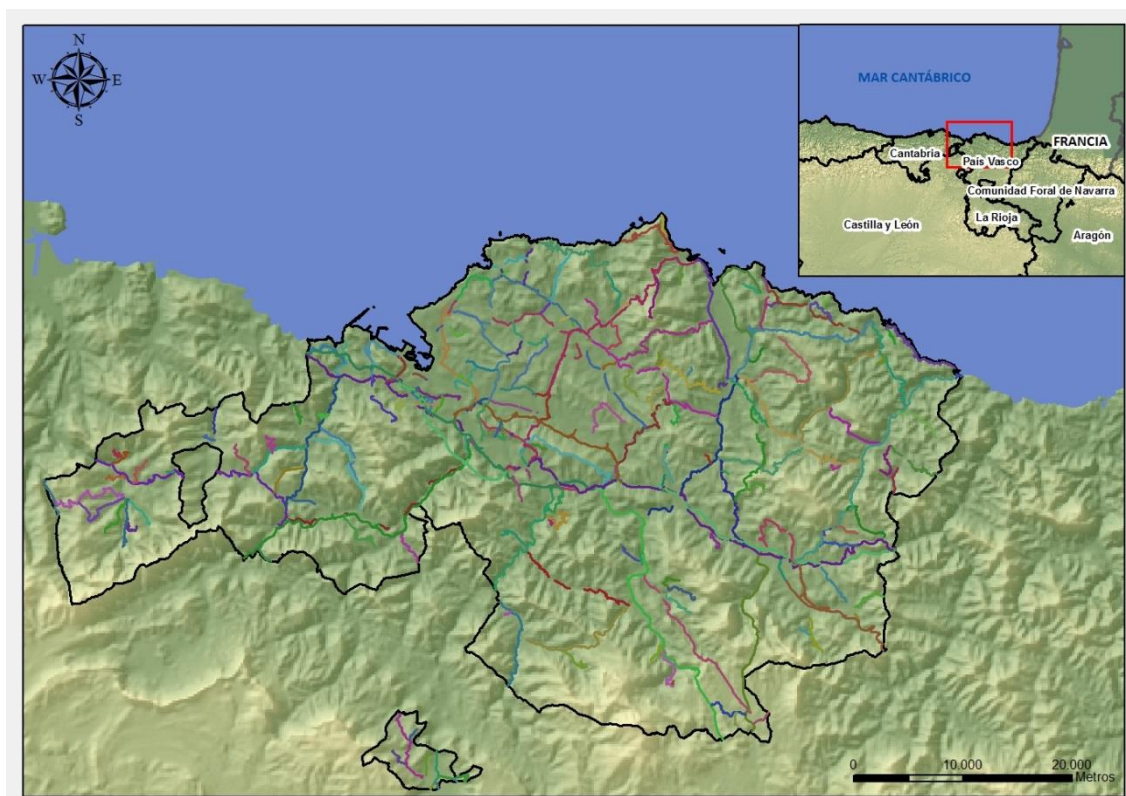 N
W E
S
MAR CANTÁBRICO
FRANCIA
Cantabria
País Vasco
Comunidad Foral de Navarra
La Rioja
Castilla y León
Aragón
0 10.000 20.000
Metros